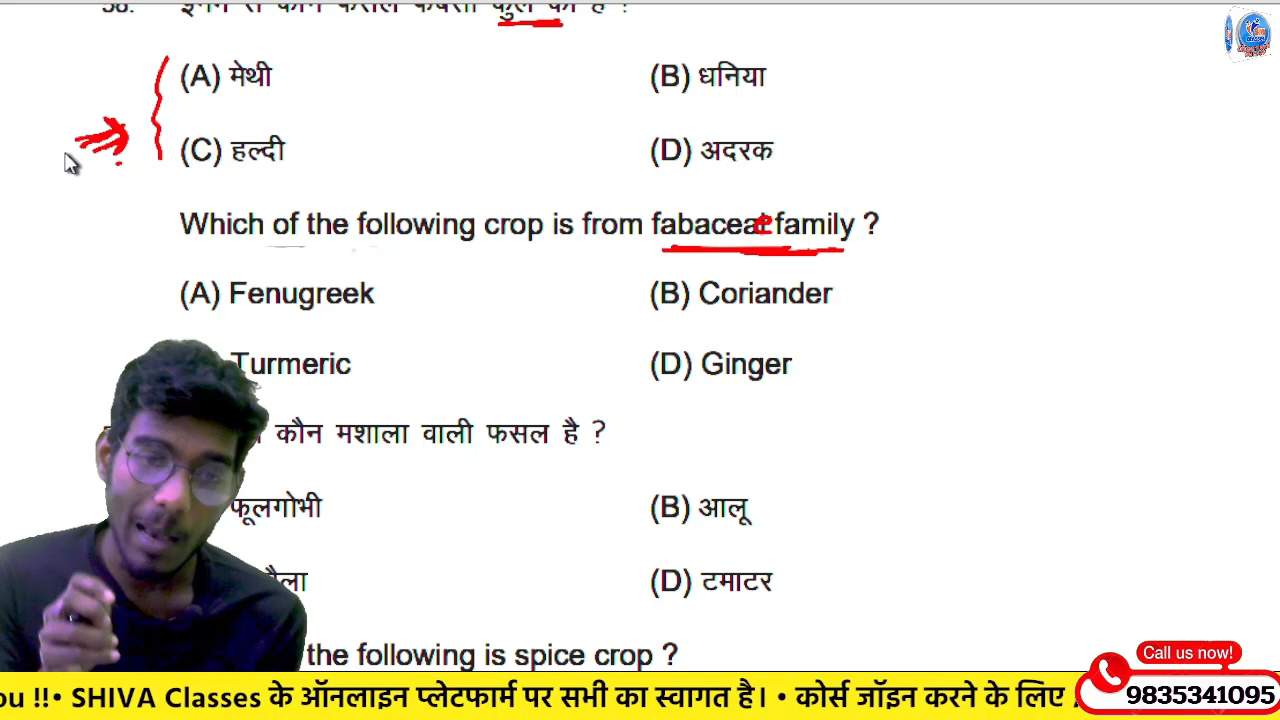 (A) मेथी (B) धनिया
(C) हल्दी (D) अदरक
Which of the following crop is from fabaceae family ?
(A) Fenugreek (B) Coriander
Turmeric (D) Ginger
कौन मशाला वाली फसल है ?
फूलगोभी (B) आलू
(D) टमाटर
the following is spice crop ?
Call us now!
ou !!• SHIVA Classes के ऑनलाइन प्लेटफार्म पर सभी का स्वागत है। • कोर्स जॉइन करने के लिए
9835341095